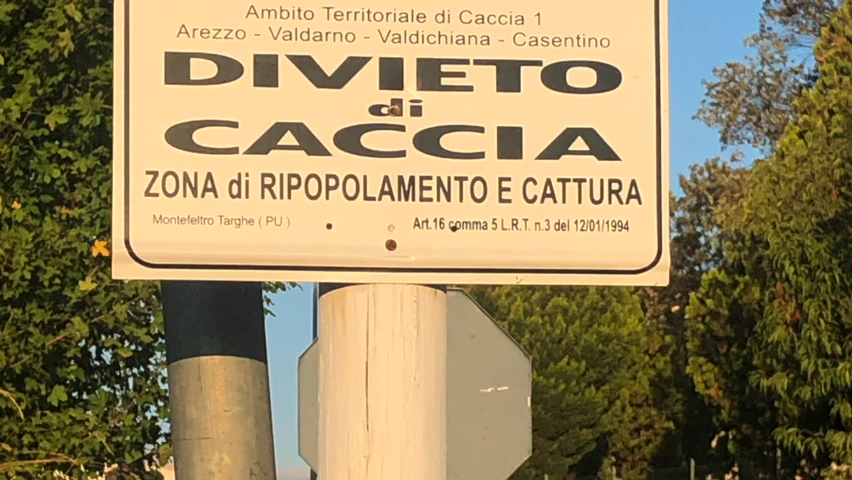 Ambito Territoriale di Caccia 1
Arezzo - Valdarno - Valdichiana - Casentino
DIVIETO
di
CACCIA
ZONA di RIPOPOLAMENTO E CATTURA
Montefeltro Targhe ( PU )
Art.16 comma 5 L.R.T. n.3 del 12/01/1994